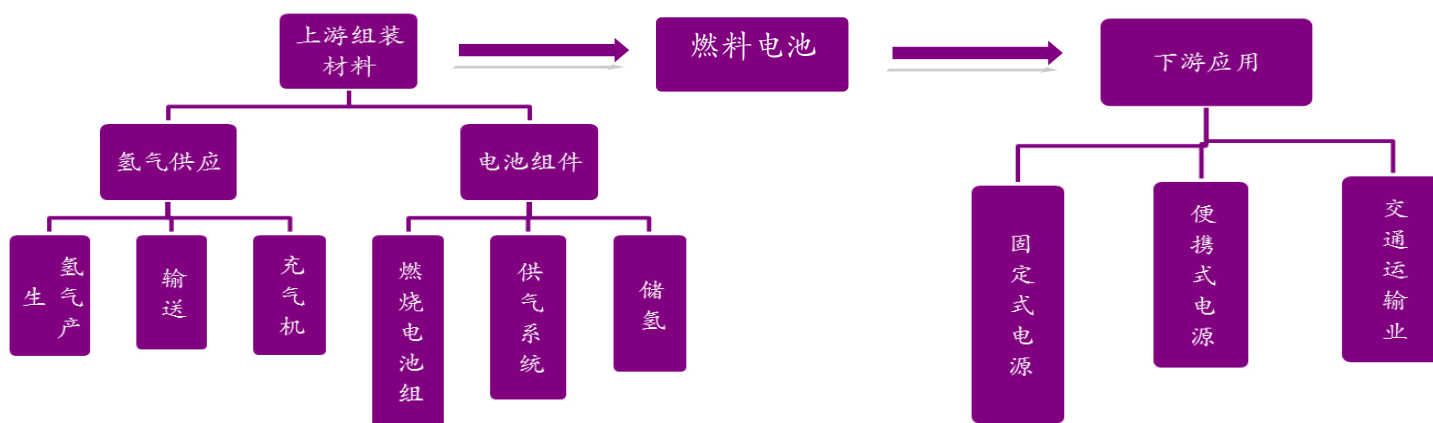 上游组装
材料
燃料电池
下游应用
氢气供应
电池组件
氢气产
生
输送
充气机
燃烧电池组
供气系统
储氢
固定式电源
便携式电源
交通运输业